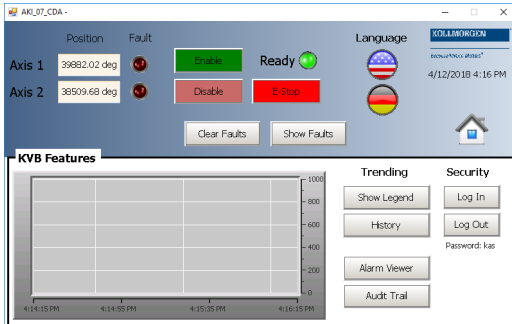 AKI_07_CDA -
Position Fault Language KOLLMORGEN
Axis 1 39882.02 deg Enable Ready
4/12/2018 4:16 PM
Axis 2 38509.68 deg Disable E-Stop
Clear Faults Show Faults
KVB Features
Trending Security
1000
Show Legend Log In
800
600
History Log Out
400
Password: kas
200
Alarm Viewer
0
Audit Trail
4:14:15 PM 4:14:55 PM 4:15:35 PM 4:16:15 PM